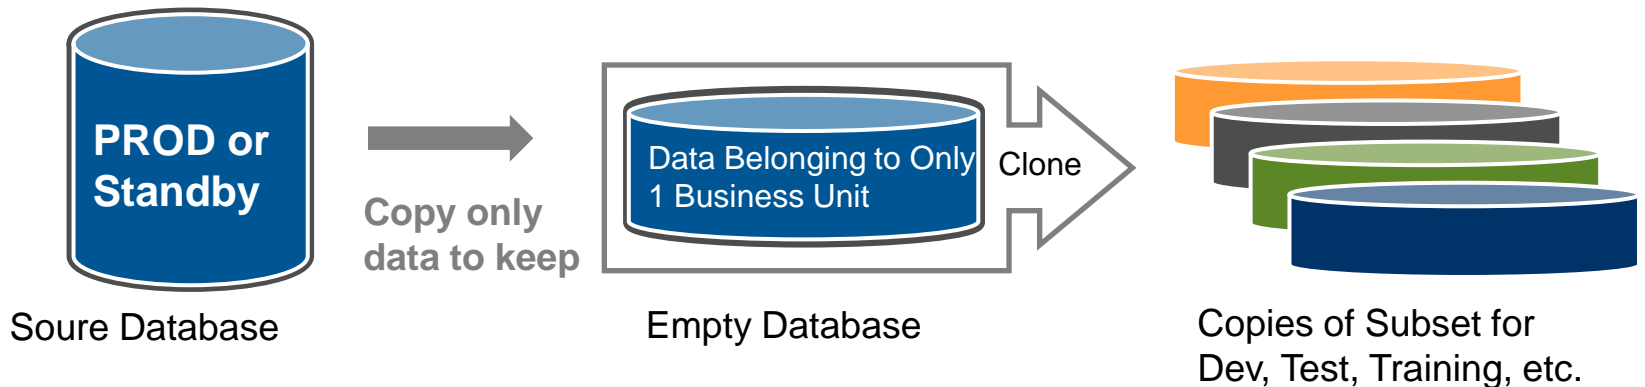 PROD or
Standby
Soure Database
Copy only
data to keep
Data Belonging to Only
1 Business Unit
Clone
Empty Database
Copies of Subset for
Dev, Test, Training, etc.